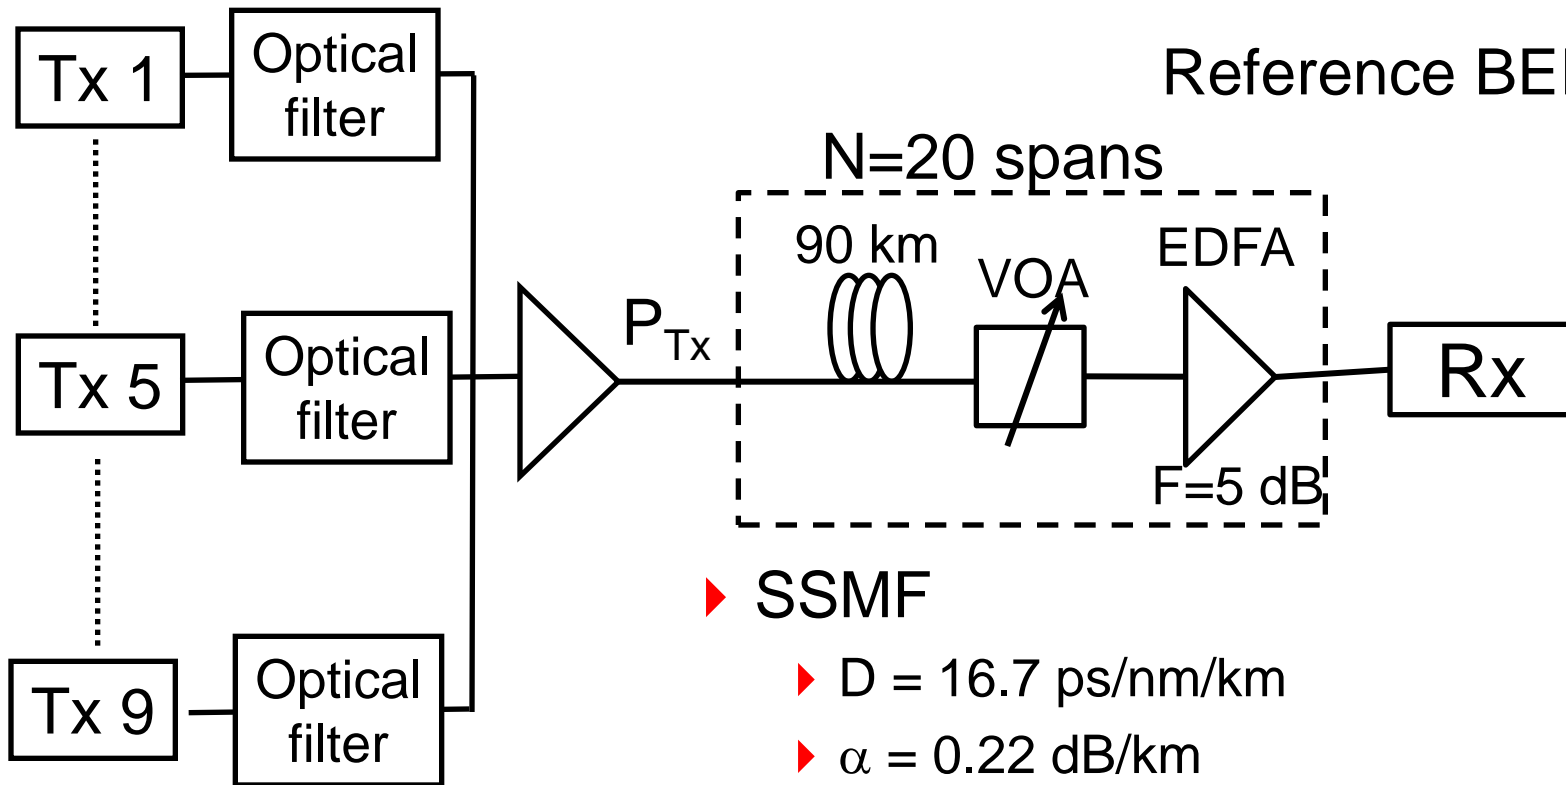 Tx 1
Optical
filter
Reference BE
N=20 spans
90 km
VOA
EDFA
P_Tx
Tx 5
Optical
filter
Rx
F=5 dB
SSMF
D = 16.7 ps/nm/km
α = 0.22 dB/km
Tx 9
Optical
filter